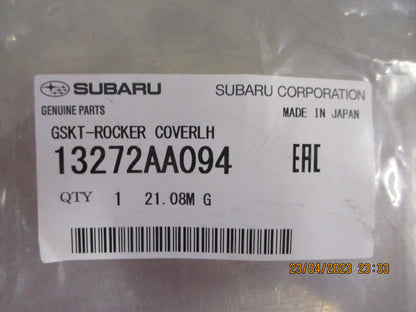 SUBARU
SUBARU CORPORATION
GENUINE PARTS
MADE IN JAPAN
GSKT-ROCKER COVERLH
13272AA094
EAC
QTY 1 21.08M G
23/04/2023 23:33